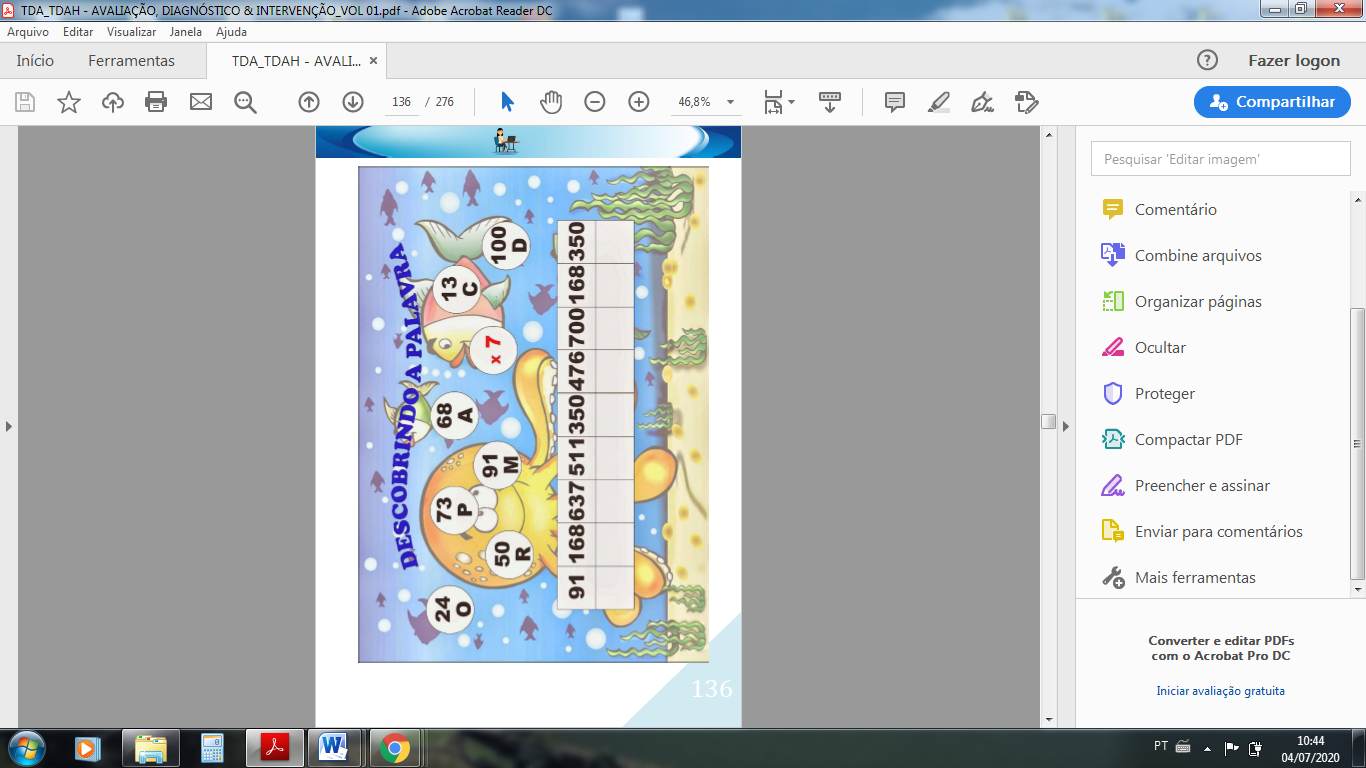 TDA_TDAH - AVALIAÇÃO, DIAGNÓSTICO & INTERVENÇÃO_VOL 01.pdf - Adobe Acrobat Reader DC
Arquivo Editar Visualizar Janela Ajuda
Início Ferramentas TDA_TDAH - AVALI... × Fazer logon
136 / 276 46,8% Compartilhar
DESCOBRINDO A PALAVRA
24 O
50 R
73 P
91 M
68 A
x 7
13 C
100 D
91 168 637 511 350 476 700 168 350
136
Pesquisar 'Editar imagem'
Comentário
Combine arquivos
Organizar páginas
Ocultar
Proteger
Compactar PDF
Preencher e assinar
Enviar para comentários
Mais ferramentas
Converter e editar PDFs
com o Acrobat Pro DC
Iniciar avaliação gratuita
PT 10:44
04/07/2020